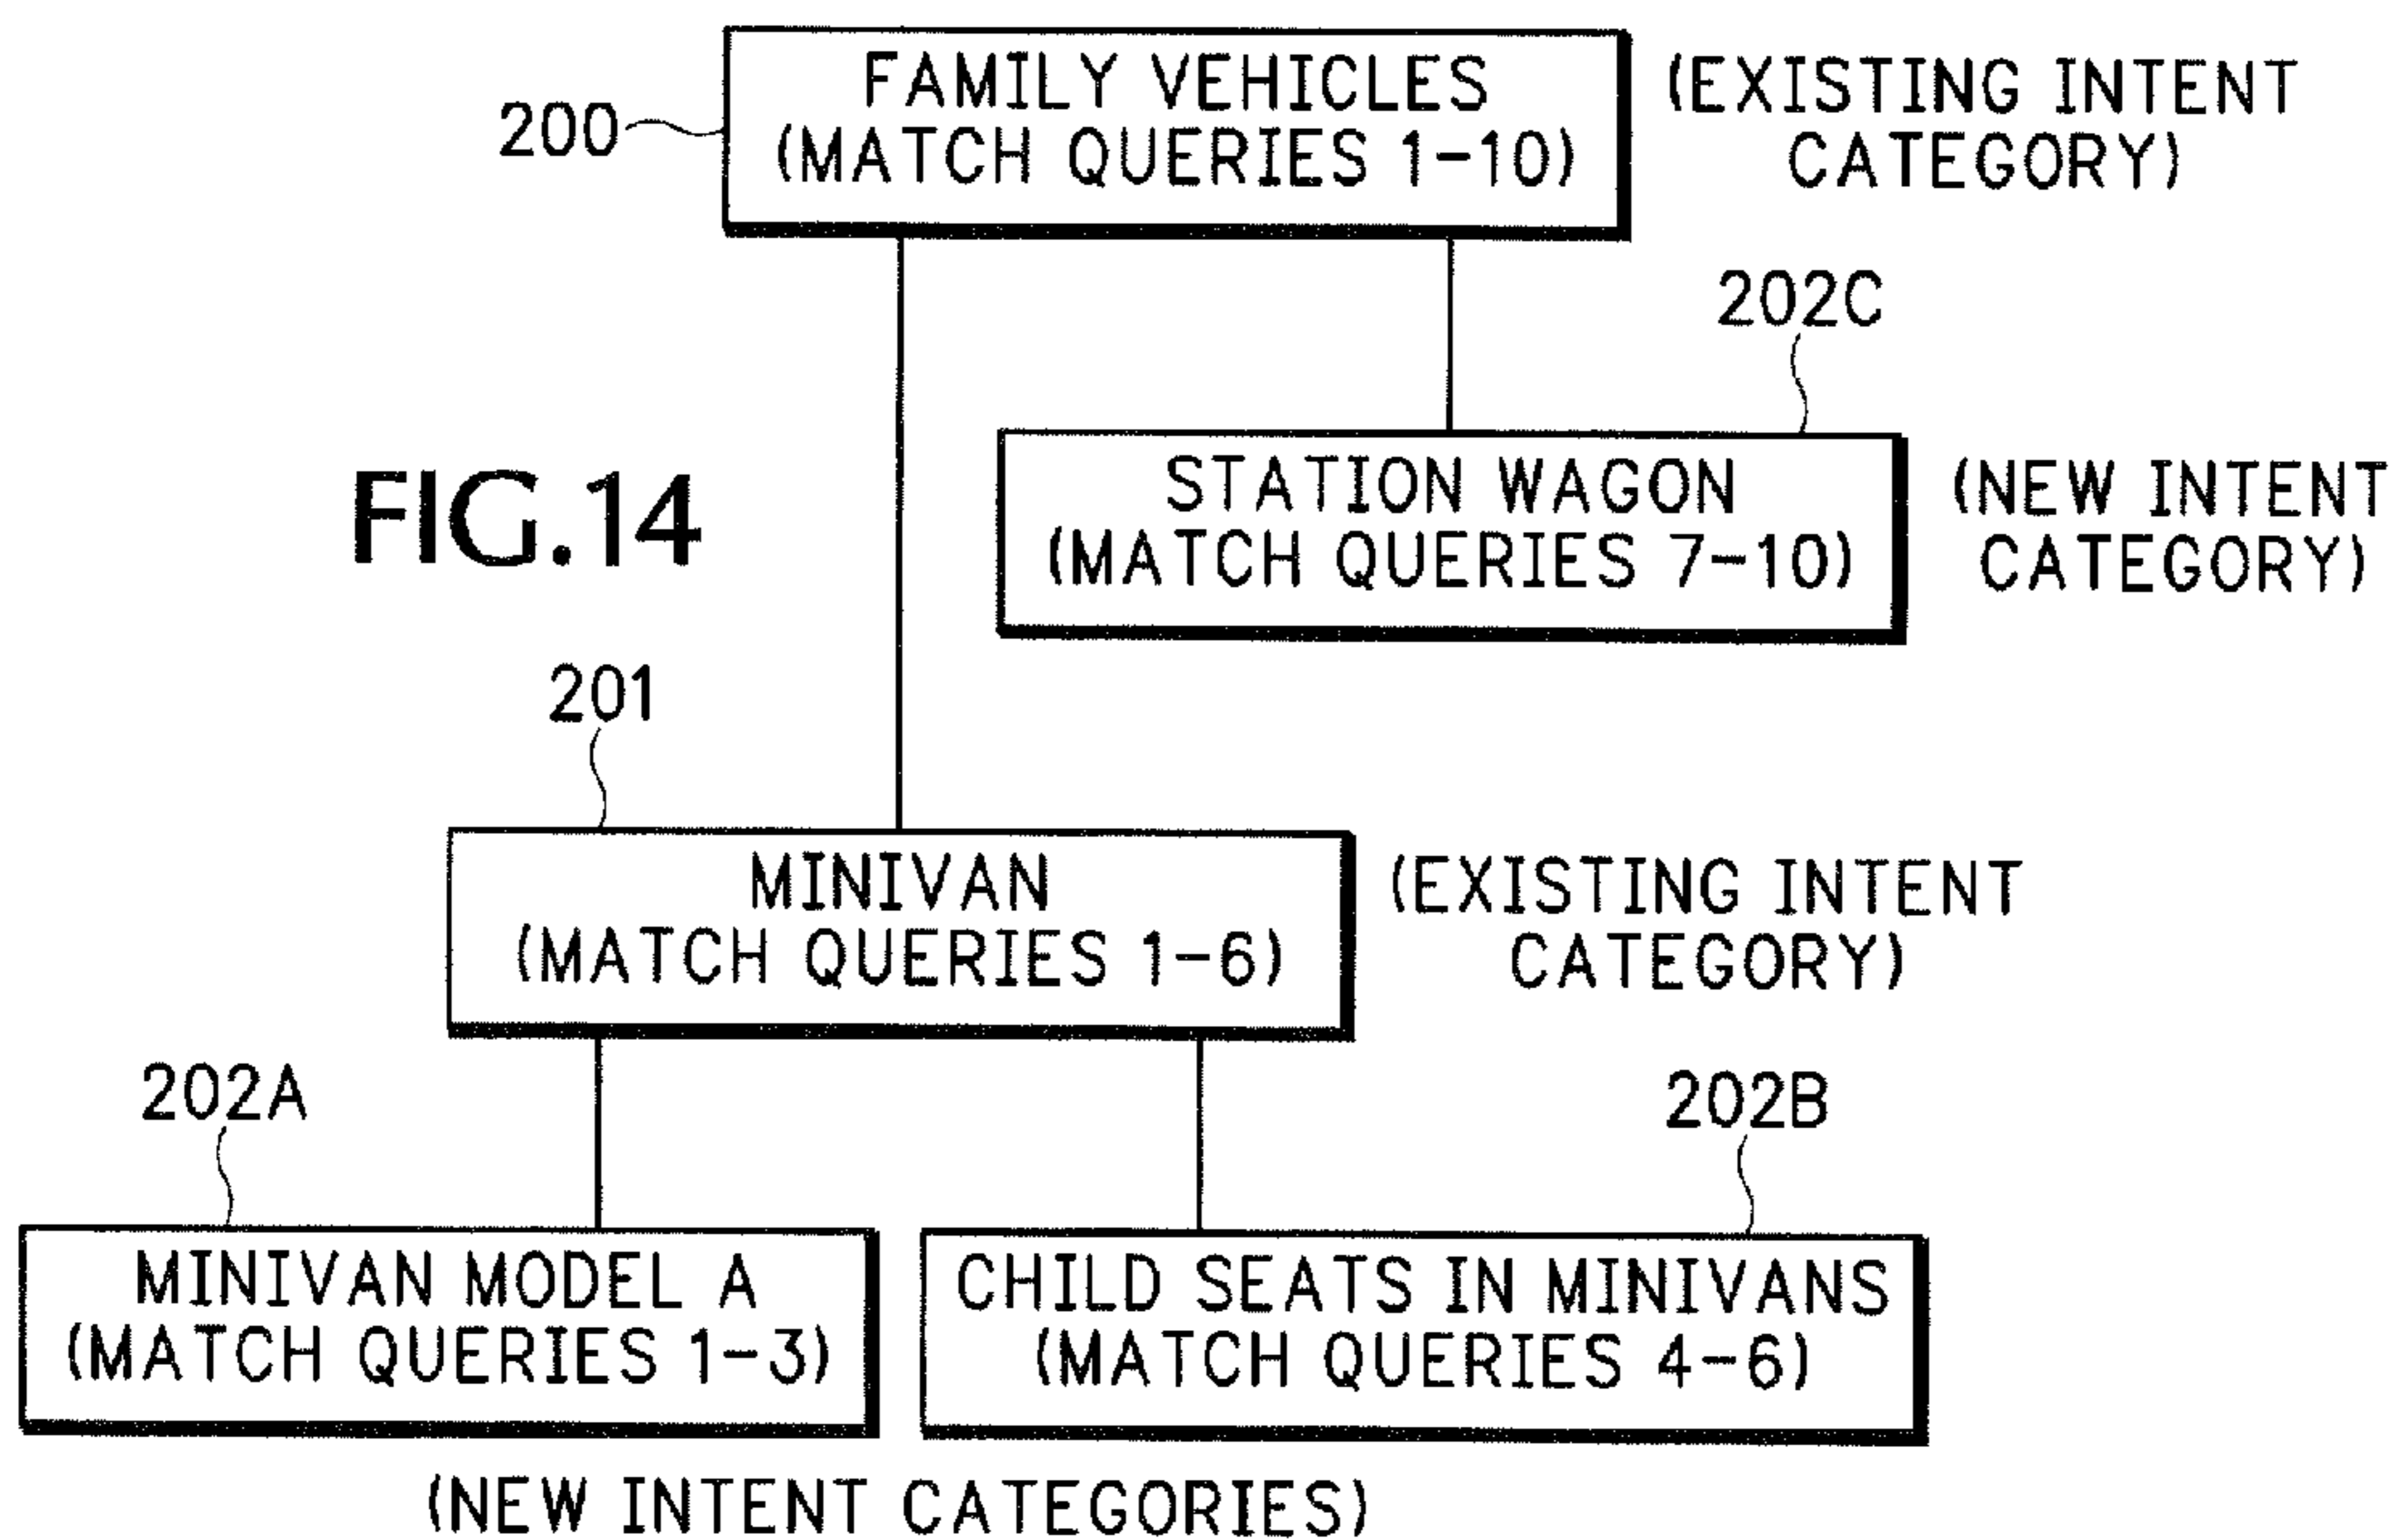 FAMILY VEHICLES
(MATCH QUERIES 1-10)
(EXISTING INTENT
CATEGORY)
200
202C
STATION WAGON
(MATCH QUERIES 7-10)
(NEW INTENT
CATEGORY)
FIG.14
201
MINIVAN
(MATCH QUERIES 1-6)
(EXISTING INTENT
CATEGORY)
202A
202B
MINIVAN MODEL A
(MATCH QUERIES 1-3)
CHILD SEATS IN MINIVANS
(MATCH QUERIES 4-6)
(NEW INTENT CATEGORIES)